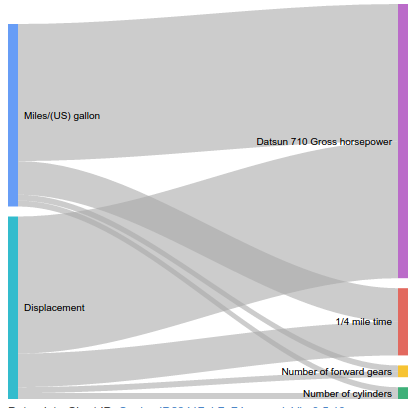 Miles/(US) gallon
Datsun 710 Gross horsepower
Displacement
1/4 mile time
Number of forward gears
Number of cylinders